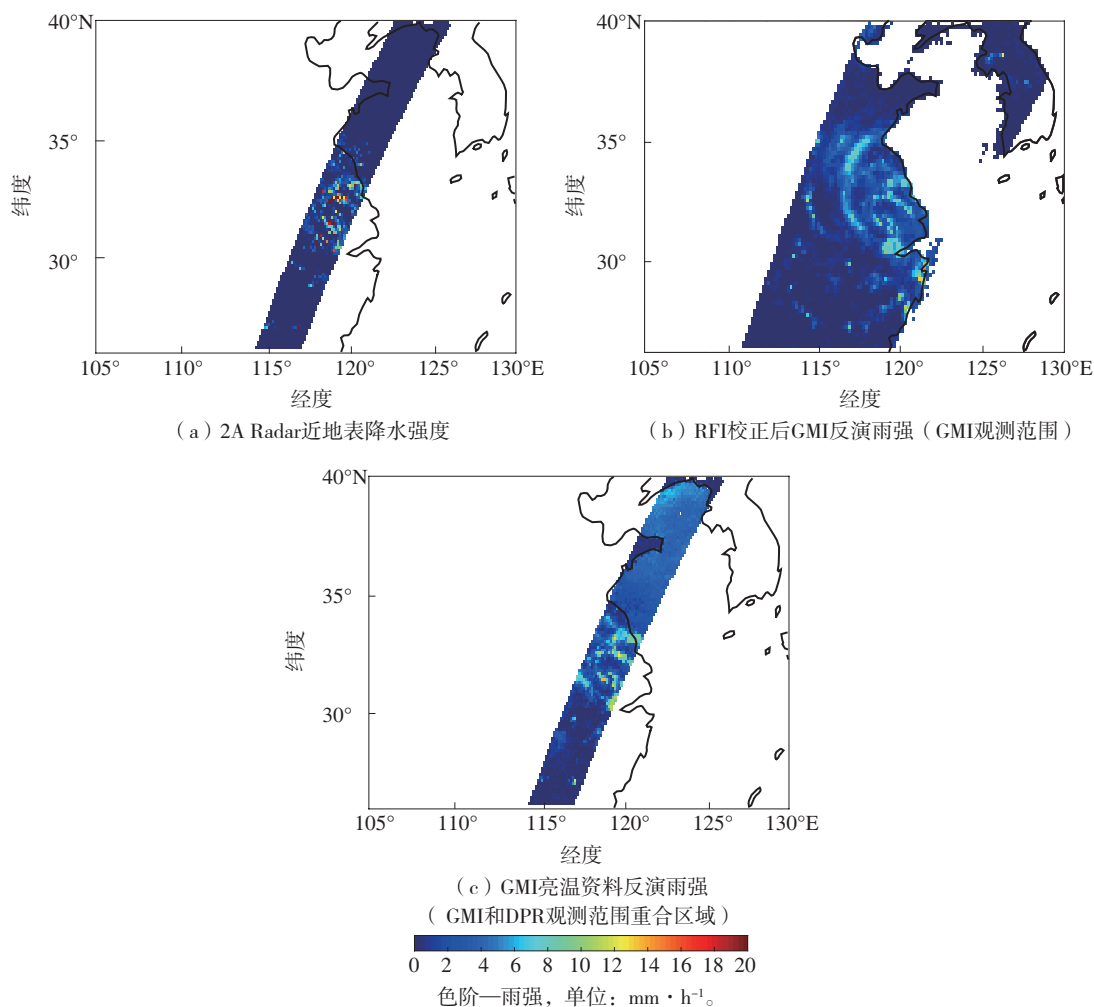 40°N
40°N
35°
35°
纬度
纬度
30°
30°
105°
110°
115°
120°
125°
130°E
105°
110°
115°
120°
125°
130°E
经度
经度
（a）2A Radar近地表降水强度
（b）RFI校正后GMI反演雨强（GMI观测范围）
40°N
35°
纬度
30°
105°
110°
115°
120°
125°
130°E
经度
（c）GMI亮温资料反演雨强
（GMI和DPR观测范围重合区域）
0 2 4 6 8 10 12 14 16 18 20
色阶—雨强，单位：mm·h⁻¹。